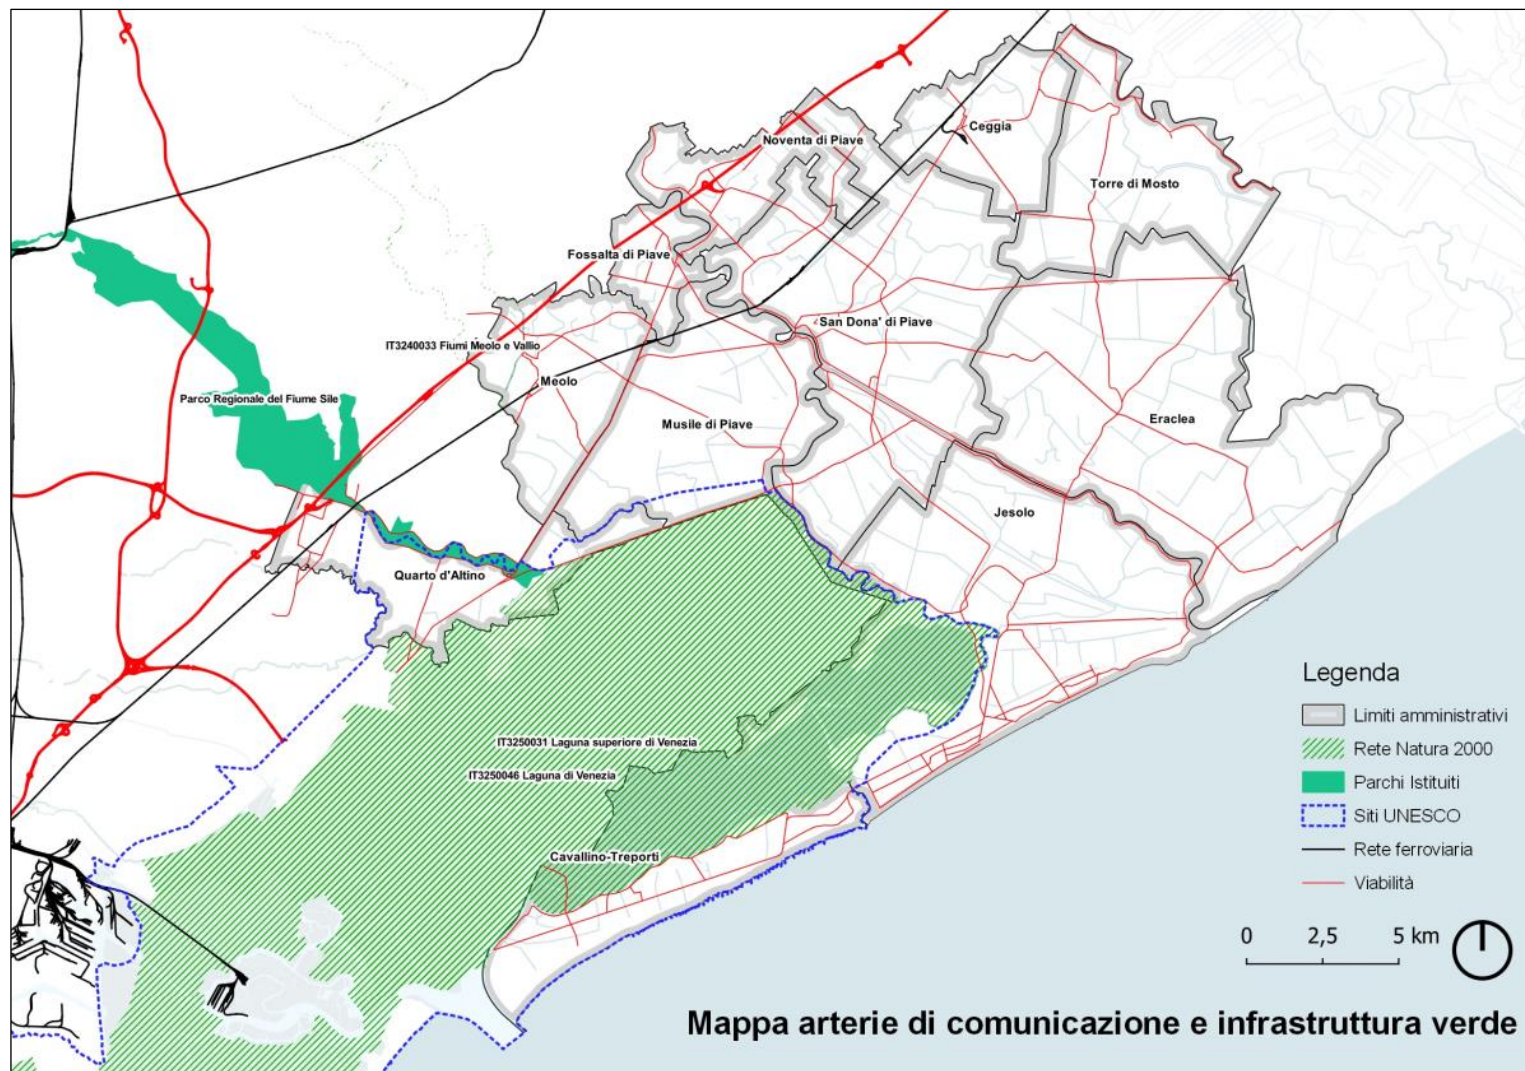 Ceggia
Noventa di Piave
Torre di Mosto
Fossalta di Piave
San Dona' di Piave
IT3240033 Fiumi Meolo e Vallio
Meolo
Parco Regionale del Fiume Sile
Eraclea
Musile di Piave
Jesolo
Quarto d'Altino
IT3250031 Laguna superiore di Venezia
IT3250046 Laguna di Venezia
Cavallino-Treporti
Legenda
Limiti amministrativi
Rete Natura 2000
Parchi Istituiti
Siti UNESCO
Rete ferroviaria
Viabilità
0 2,5 5 km
Mappa arterie di comunicazione e infrastruttura verde